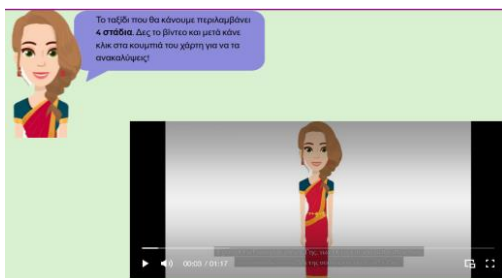 Το ταξίδι που θα κάνουμε περιλαμβάνει
4 στάδια. Δες το βίντεο και μετά κάνε
κλικ στα κουμπιά του χάρτη για να τα
ανακαλύψεις!
00:00 / 01:17